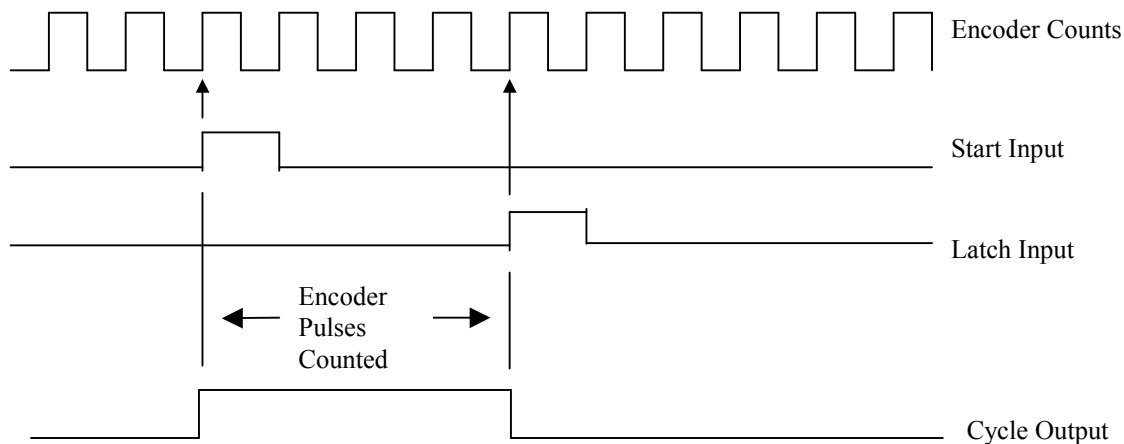 Encoder Counts
Start Input
Latch Input
Encoder
Pulses
Counted
Cycle Output